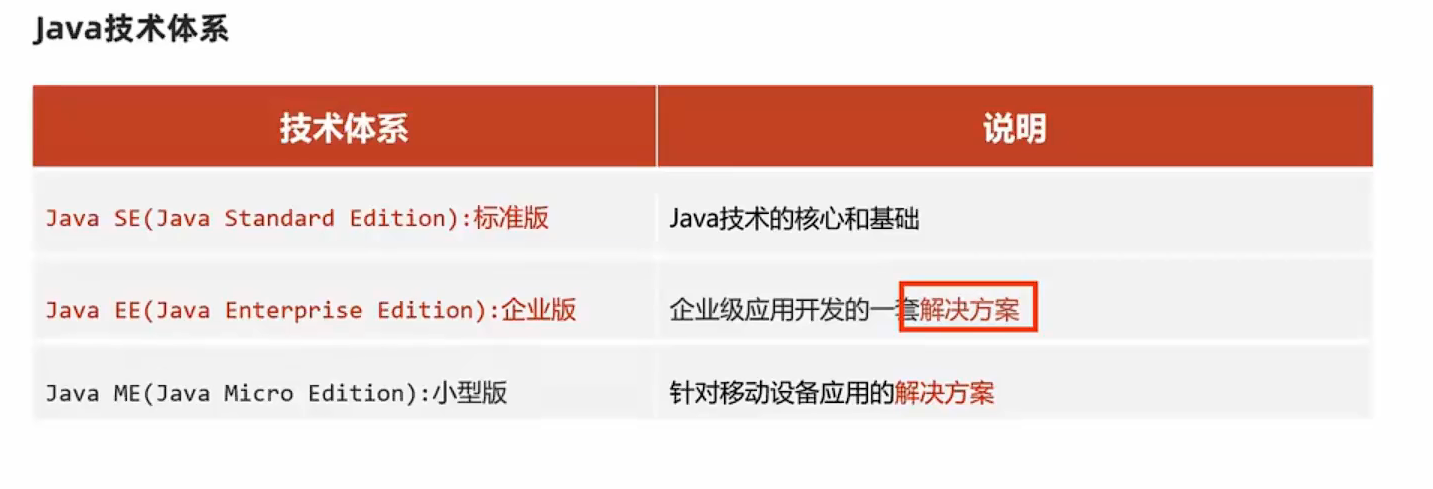 Java技术体系
技术体系
说明
Java SE(Java Standard Edition):标准版
Java技术的核心和基础
Java EE(Java Enterprise Edition):企业版
企业级应用开发的一套解决方案
Java ME(Java Micro Edition):小型版
针对移动设备应用的解决方案